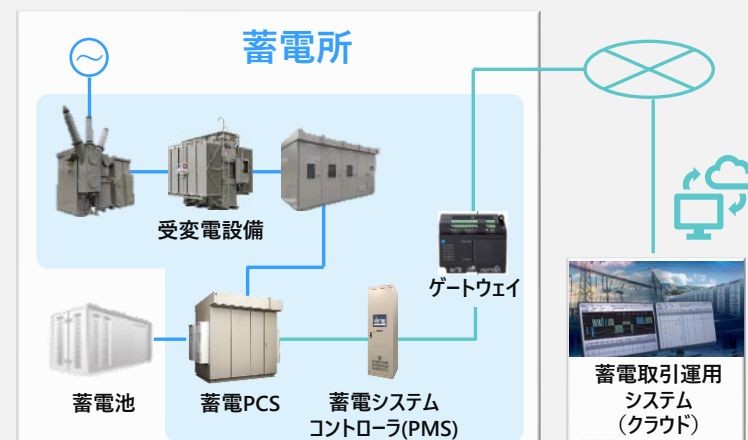 蓄電所
受変電設備
ゲートウェイ
蓄電池
蓄電PCS
蓄電システム
コントローラ(PMS)
蓄電取引運用
システム
（クラウド）